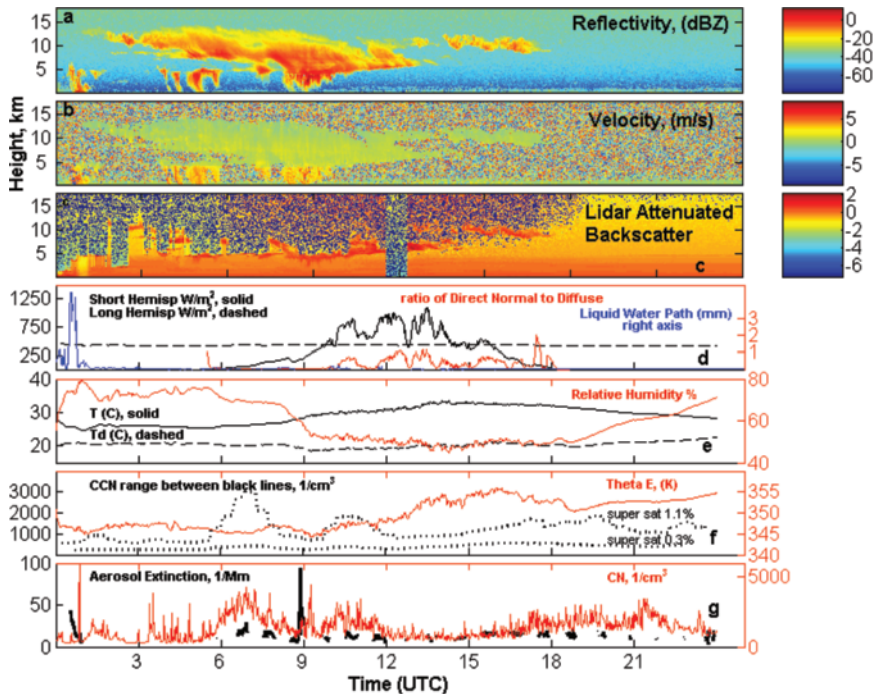 a
Reflectivity, (dBZ)
15
10
5
0
-20
-40
-60
b
Velocity, (m/s)
15
10
5
5
0
-5
Height, km
Lidar Attenuated
Backscatter
c
15
10
5
2
0
-2
-4
-6
Short Hemisp W/m², solid
Long Hemisp W/m², dashed
ratio of Direct Normal to Diffuse
Liquid Water Path (mm)
right axis
d
1250
750
250
3
2
1
T (C), solid
Td (C), dashed
Relative Humidity %
e
40
30
20
80
60
40
CCN range between black lines, 1/cm³
Theta E, (K)
super sat 1.1%
super sat 0.3%
f
3000
2000
1000
355
350
345
340
Aerosol Extinction, 1/Mm
CN, 1/cm³
g
100
50
0
5000
0
3
6
9
12
15
18
21
Time (UTC)